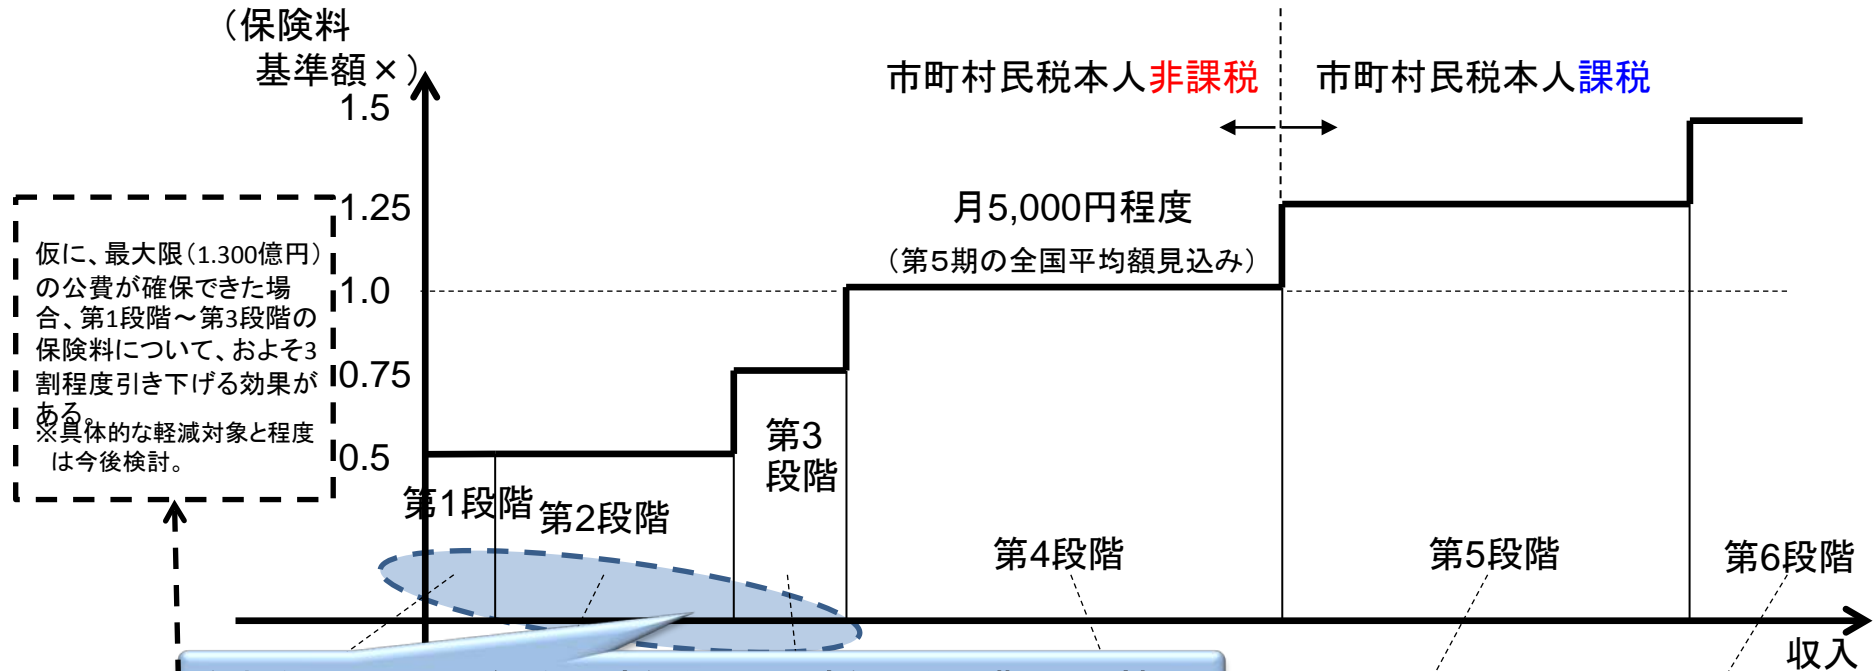 （保険料
基準額×）
市町村民税本人非課税
市町村民税本人課税
1.5
1.25
1.0
0.75
0.5
月5,000円程度
（第５期の全国平均額見込み）
仮に、最大限（1.300億円）
の公費が確保できた場
合、第1段階～第3段階の
保険料について、およそ3
割程度引き下げる効果が
ある。
※具体的な軽減対象と程度
は今後検討。
第1段階
第2段階
第3
段階
第4段階
第5段階
第6段階
収入